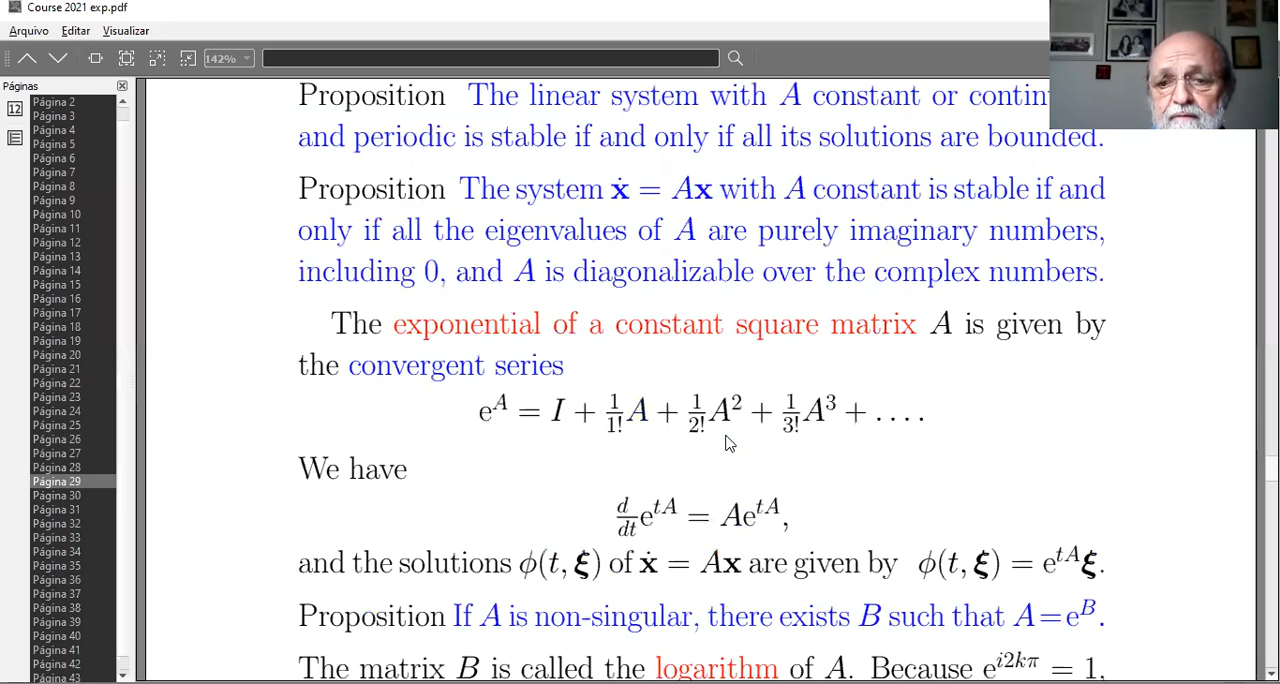 Course 2021 exp.pdf
Arquivo Editar Visualizar
142%
Páginas
12
Página 2
Página 3
Página 4
Página 5
Página 6
Página 7
Página 8
Página 9
Página 10
Página 11
Página 12
Página 13
Página 14
Página 15
Página 16
Página 17
Página 18
Página 19
Página 20
Página 21
Página 22
Página 23
Página 24
Página 25
Página 26
Página 27
Página 28
Página 29
Página 30
Página 31
Página 32
Página 33
Página 34
Página 35
Página 36
Página 37
Página 38
Página 39
Página 40
Página 41
Página 42
Página 43
Proposition The linear system with A constant or contin
and periodic is stable if and only if all its solutions are bounded.
Proposition The system ẋ = Ax with A constant is stable if and
only if all the eigenvalues of A are purely imaginary numbers,
including 0, and A is diagonalizable over the complex numbers.
The exponential of a constant square matrix A is given by
the convergent series
e^A = I + 1/1! A + 1/2! A² + 1/3! A³ + ....
We have
d/dt e^{tA} = Ae^{tA},
and the solutions ϕ(t, ξ) of ẋ = Ax are given by ϕ(t, ξ) = e^{tA}ξ.
Proposition If A is non-singular, there exists B such that A=e^B.
The matrix B is called the logarithm of A. Because e^{i2kπ} = 1,